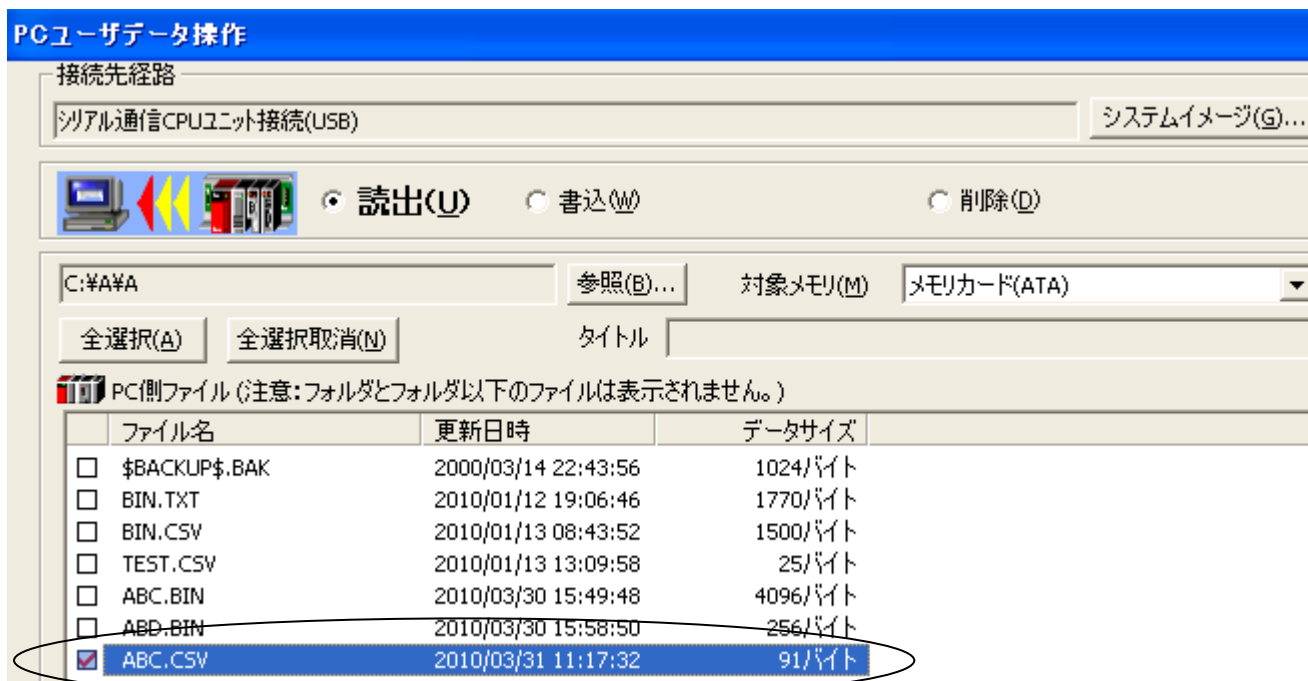 PCユーザデータ操作
接続先経路
シリアル通信CPUユニット接続(USB) システムイメージ(G)...
読出(U) 書込(W) 削除(D)
C:¥A¥A 参照(B)... 対象メモリ(M) メモリカード(ATA)
全選択(A) 全選択取消(N) タイトル
PC側ファイル(注意:フォルダとフォルダ以下のファイルは表示されません。)
ファイル名 更新日時 データサイズ
$BACKUP$.BAK 2000/03/14 22:43:56 1024バイト
BIN.TXT 2010/01/12 19:06:46 1770バイト
BIN.CSV 2010/01/13 08:43:52 1500バイト
TEST.CSV 2010/01/13 13:09:58 25バイト
ABC.BIN 2010/03/30 15:49:48 4096バイト
ABD.BIN 2010/03/30 15:58:50 256バイト
ABC.CSV 2010/03/31 11:17:32 91バイト